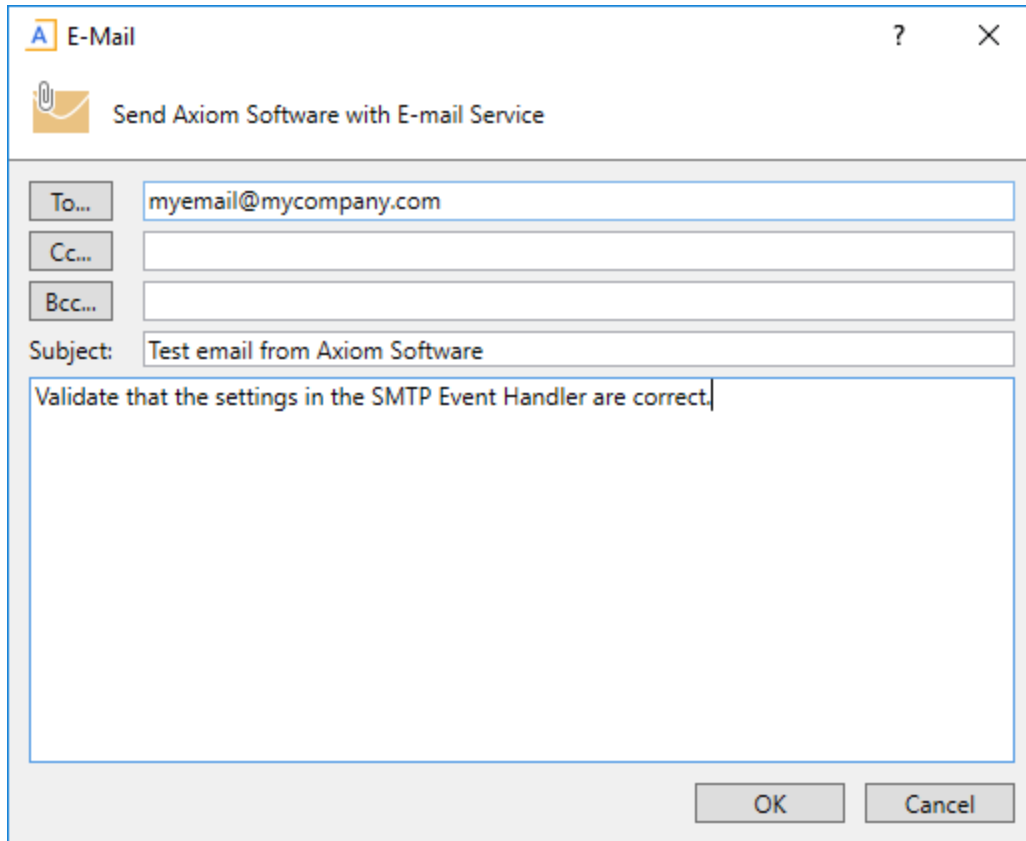 A E-Mail ?
Send Axiom Software with E-mail Service
To... myemail@mycompany.com
Cc...
Bcc...
Subject: Test email from Axiom Software
Validate that the settings in the SMTP Event Handler are correct.
OK Cancel